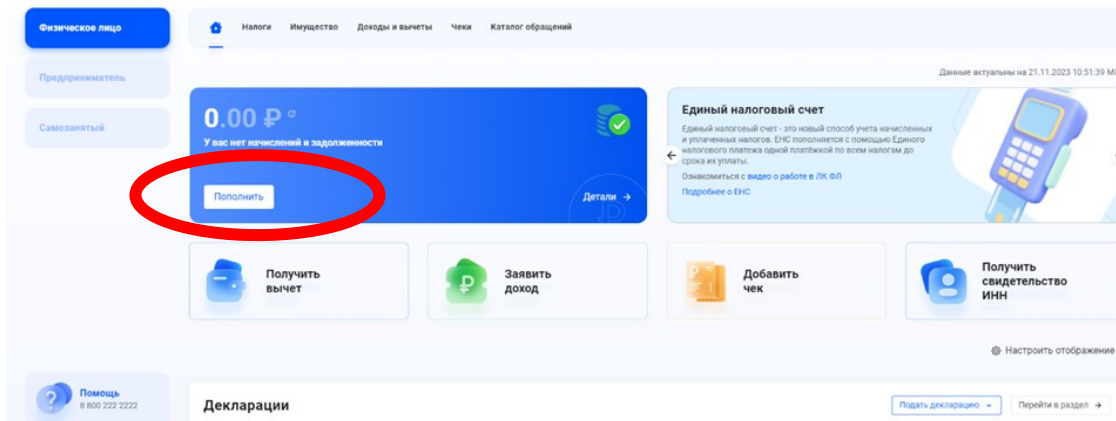 Физическое лицо
Налоги Имущество Доходы и вычеты Чеки Каталог обращений
Предприниматель
Самозанятый
Данные актуальны на 21.11.2023 10:51:39 М
0.00 ₽
У вас нет начислений и задолженности
Пополнить
Детали →
Единый налоговый счет
Единый налоговый счет - это новый способ учета начисленных
и уплаченных налогов. ЕНС пополняется с помощью Единого
налогового платежа одной платёжкой по всем налогам до
срока их уплаты.
Ознакомиться с видео о работе в ЛК ФЛ
Подробнее о ЕНС
Получить
вычет
Заявить
доход
Добавить
чек
Получить
свидетельство
ИНН
Настроить отображение
Помощь
8 800 222 2222
Декларации
Подать декларацию
Перейти в раздел →